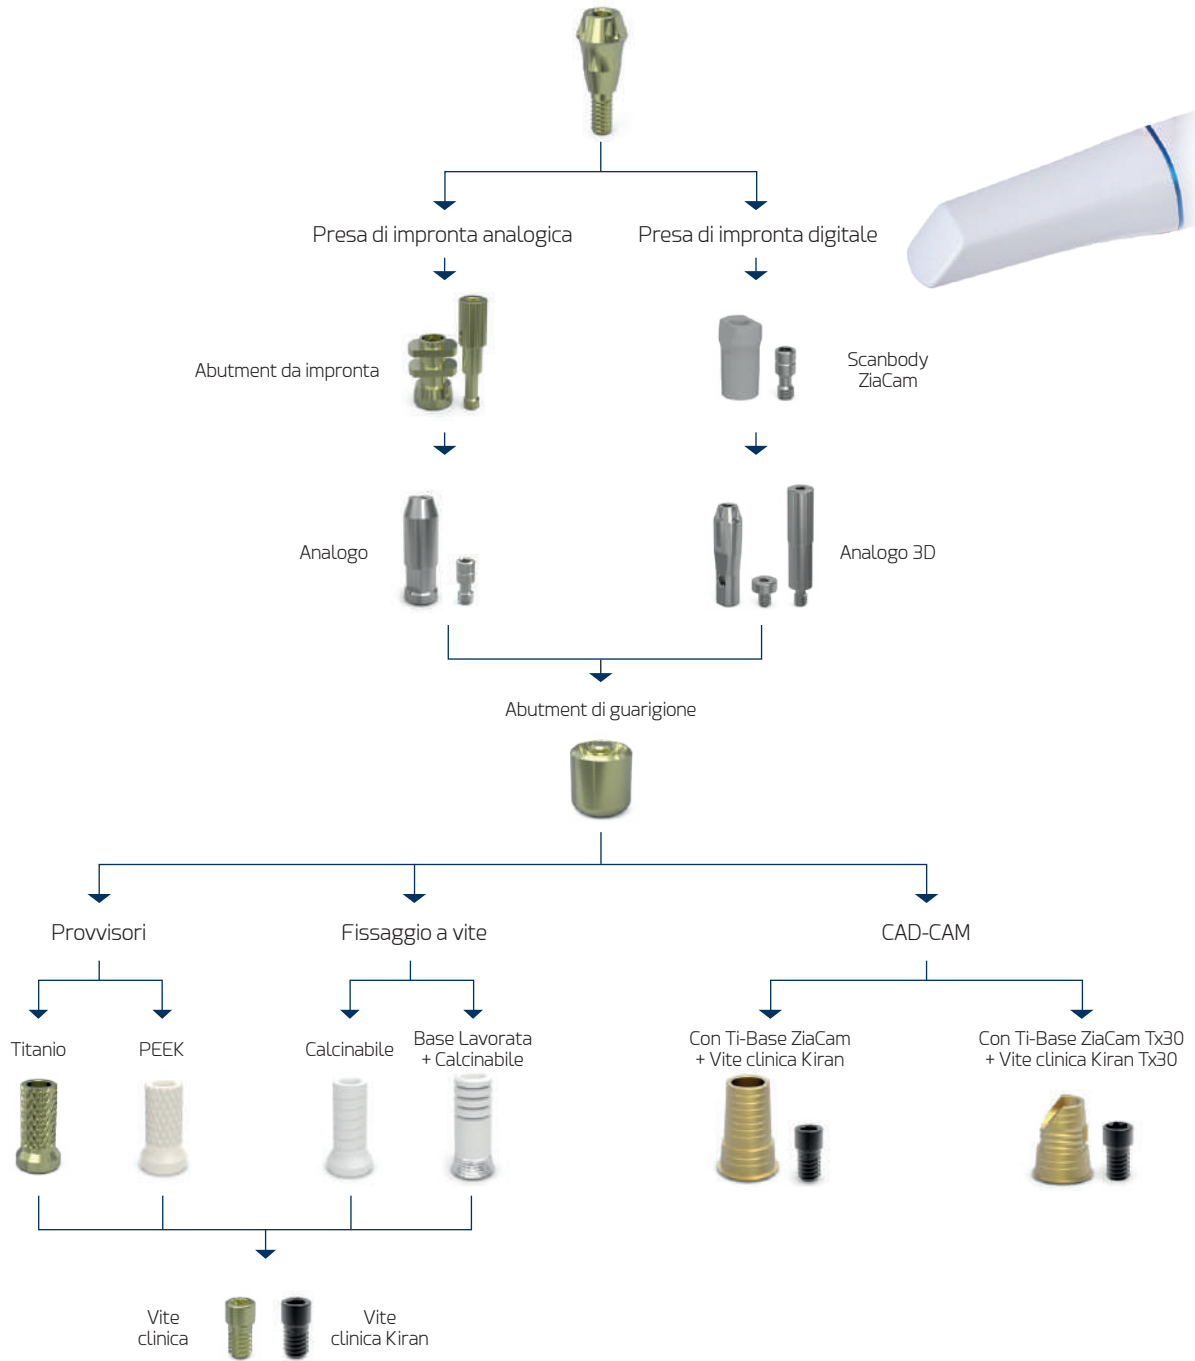 Presa di impronta analogica
Presa di impronta digitale
Abutment da impronta
Scanbody
ZiaCam
Analogo
Analogo 3D
Abutment di guarigione
Provvisori
Fissaggio a vite
CAD-CAM
Titanio
PEEK
Calcinabile
Base Lavorata
+ Calcinabile
Con Ti-Base ZiaCam
+ Vite clinica Kiran
Con Ti-Base ZiaCam Tx30
+ Vite clinica Kiran Tx30
Vite
clinica
Vite
clinica Kiran